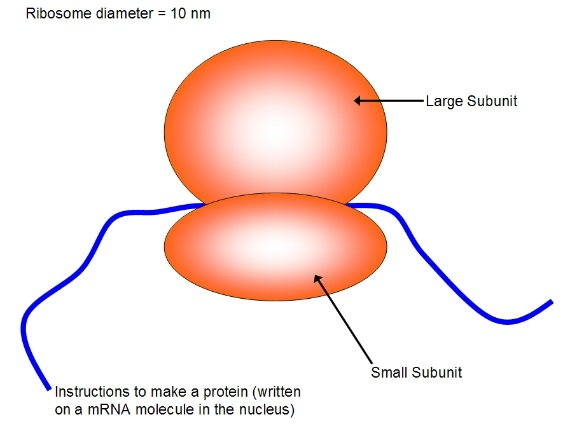 Ribosome diameter = 10 nm
Large Subunit
Small Subunit
Instructions to make a protein (written
on a mRNA molecule in the nucleus)